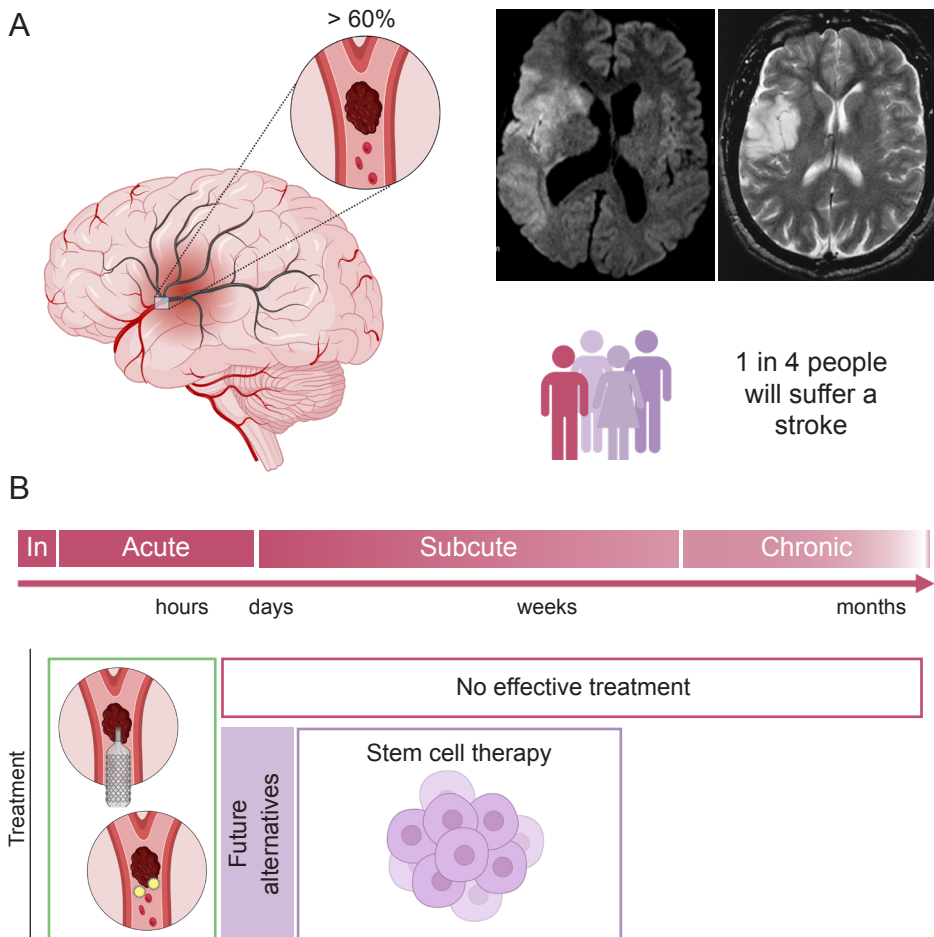 A
> 60%
1 in 4 people
will suffer a
stroke
B
In
Acute
Subcute
Chronic
hours
days
weeks
months
Treatment
No effective treatment
Future
alternatives
Stem cell therapy